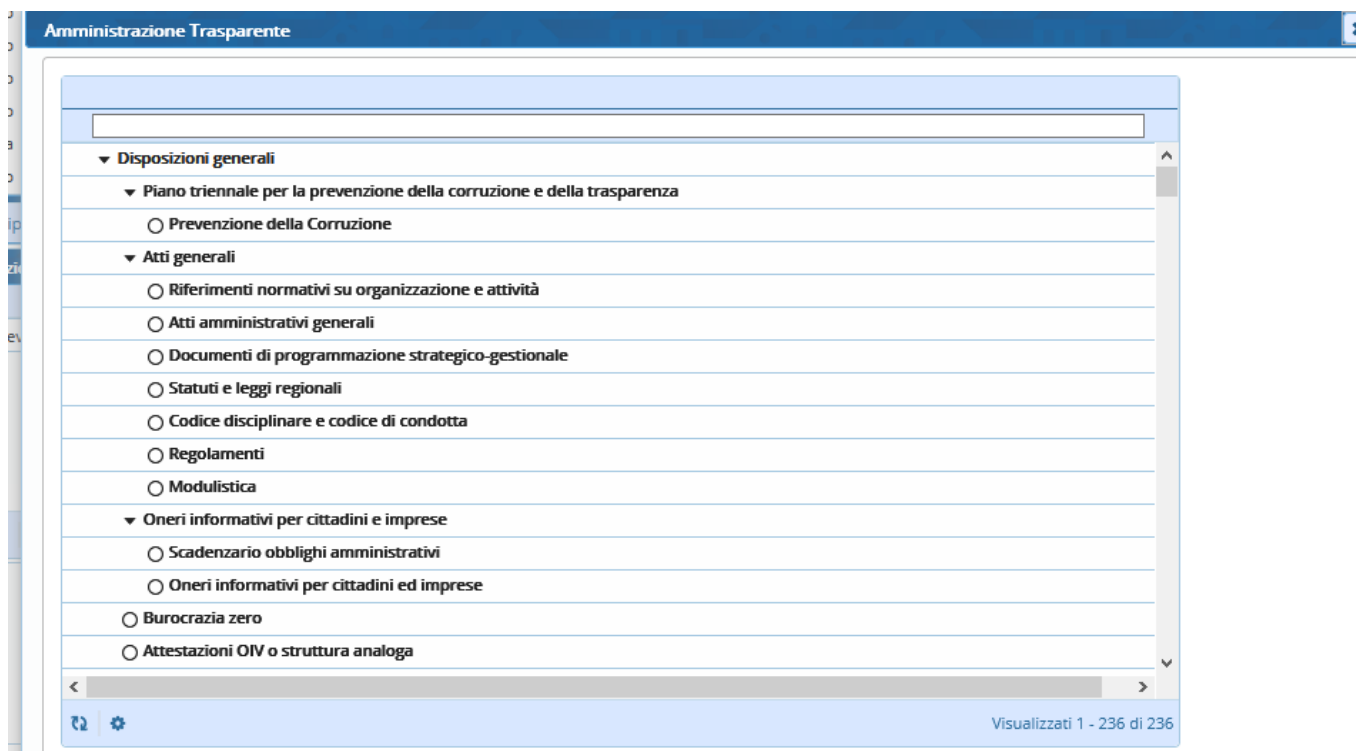 Amministrazione Trasparente
Disposizioni generali
Piano triennale per la prevenzione della corruzione e della trasparenza
Prevenzione della Corruzione
Atti generali
Riferimenti normativi su organizzazione e attività
Atti amministrativi generali
Documenti di programmazione strategico-gestionale
Statuti e leggi regionali
Codice disciplinare e codice di condotta
Regolamenti
Modulistica
Oneri informativi per cittadini e imprese
Scadenzario obblighi amministrativi
Oneri informativi per cittadini ed imprese
Burocrazia zero
Attestazioni OIV o struttura analoga
Visualizzati 1 - 236 di 236